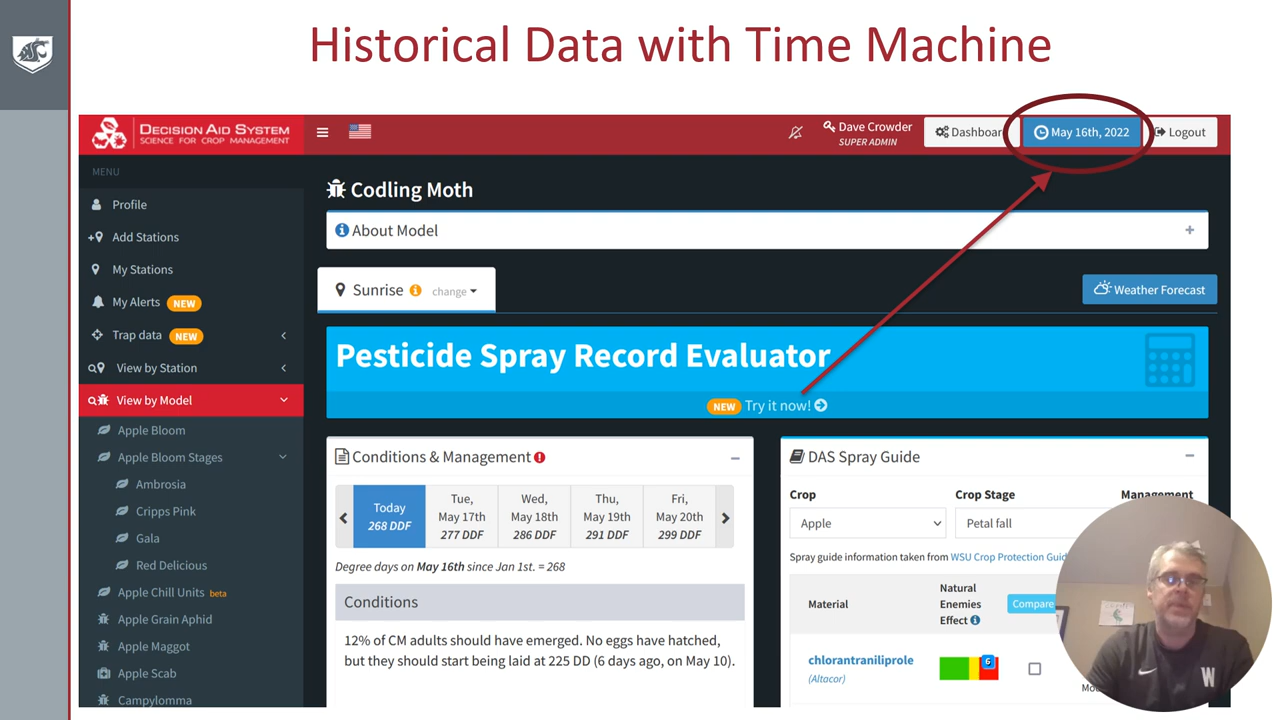 Historical Data with Time Machine
DECISION AID SYSTEM
SCIENCE FOR CROP MANAGEMENT
Dave Crowder
SUPER ADMIN
Dashboar
May 16th, 2022
Logout
MENU
Profile
Add Stations
My Stations
My Alerts NEW
Trap data NEW
View by Station
View by Model
Apple Bloom
Apple Bloom Stages
Ambrosia
Cripps Pink
Gala
Red Delicious
Apple Chill Units beta
Apple Grain Aphid
Apple Maggot
Apple Scab
Campylomma
Codling Moth
About Model
Sunrise change
Weather Forecast
Pesticide Spray Record Evaluator
NEW Try it now!
Conditions & Management
Today
268 DDF
Tue,
May 17th
277 DDF
Wed,
May 18th
286 DDF
Thu,
May 19th
291 DDF
Fri,
May 20th
299 DDF
Degree days on May 16th since Jan 1st. = 268
Conditions
12% of CM adults should have emerged. No eggs have hatched,
but they should start being laid at 225 DD (6 days ago, on May 10).
DAS Spray Guide
Crop
Crop Stage
Management
Apple
Petal fall
Spray guide information taken from WSU Crop Protection Guid
Material
Natural
Enemies
Effect
Compare
chlorantraniliprole
(Altacor)
6
W